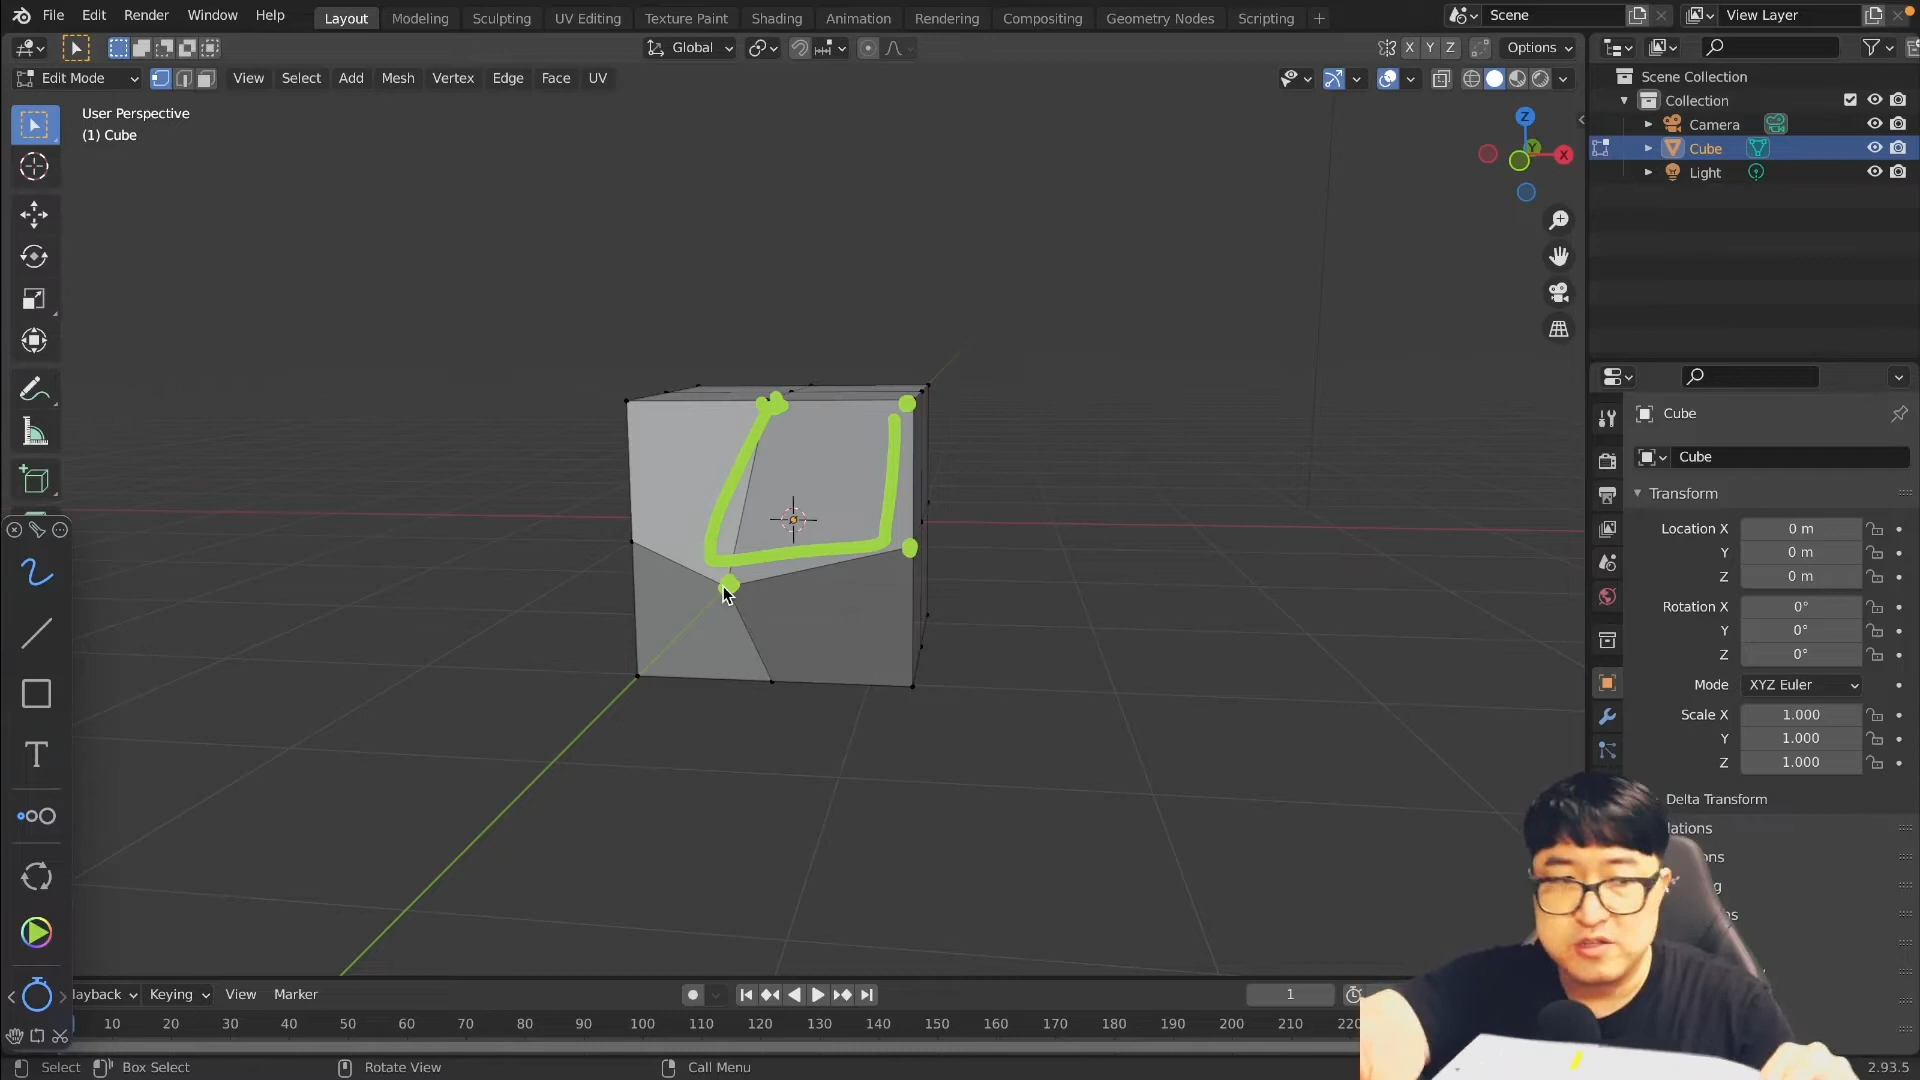 File Edit Render Window Help Layout Modeling Sculpting UV Editing Texture Paint Shading Animation Rendering Compositing Geometry Nodes Scripting + Scene View Layer
Global X Y Z Options
Edit Mode View Select Add Mesh Vertex Edge Face UV
Scene Collection
Collection
Camera
Cube
Light
User Perspective
(1) Cube
Z
Y
X
Cube
Cube
Transform
Location X 0 m
Y 0 m
Z 0 m
Rotation X 0°
Y 0°
Z 0°
Mode XYZ Euler
Scale X 1.000
Y 1.000
Z 1.000
Delta Transform
lations
ons
g
ns
T
layback Keying View Marker 1
10 20 30 40 50 60 70 80 90 100 110 120 130 140 150 160 170 180 190 200 210 22
Select Box Select Rotate View Call Menu 2.93.5